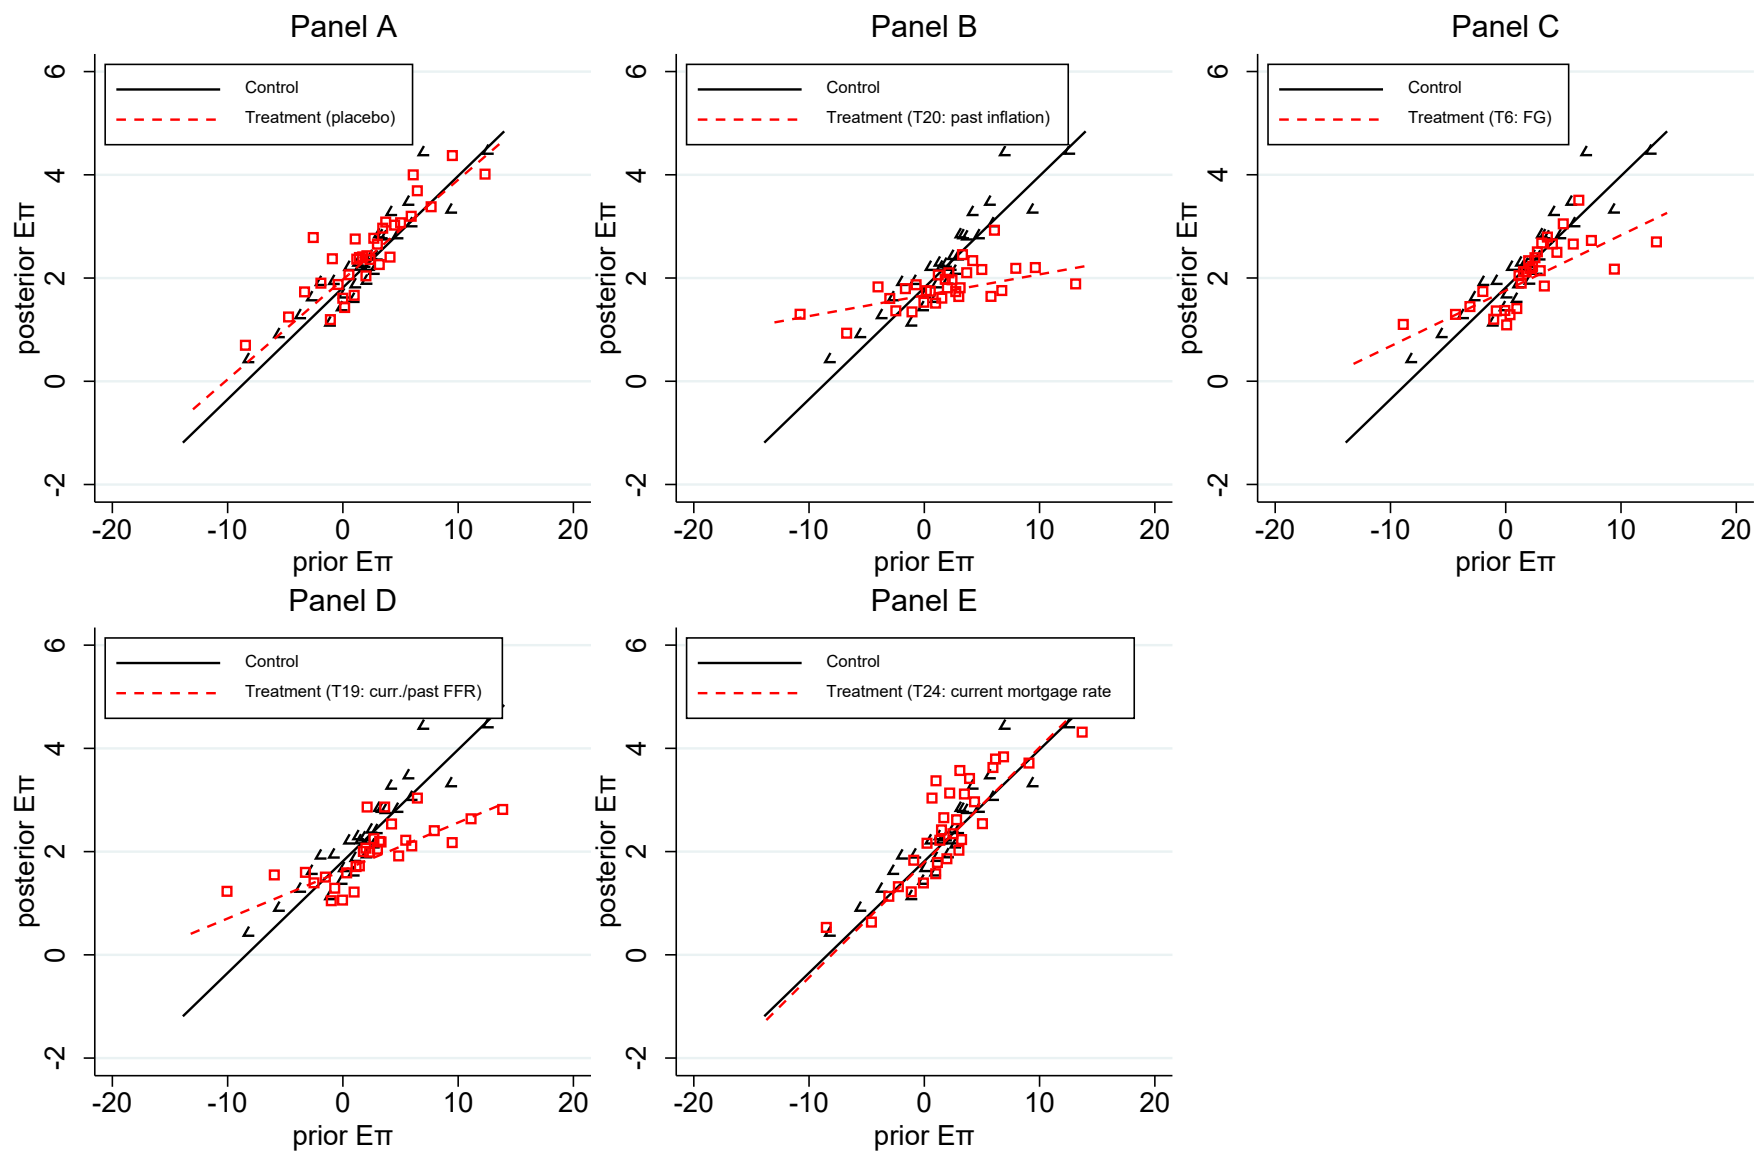 Panel A
Control
Treatment (placebo)
6
4
2
0
-2
posterior Eπ
-20 -10 0 10 20
prior Eπ
Panel B
Control
Treatment (T20: past inflation)
6
4
2
0
-2
posterior Eπ
-20 -10 0 10 20
prior Eπ
Panel C
Control
Treatment (T6: FG)
6
4
2
0
-2
posterior Eπ
-20 -10 0 10 20
prior Eπ
Panel D
Control
Treatment (T19: curr./past FFR)
6
4
2
0
-2
posterior Eπ
-20 -10 0 10 20
prior Eπ
Panel E
Control
Treatment (T24: current mortgage rate
6
4
2
0
-2
posterior Eπ
-20 -10 0 10 20
prior Eπ